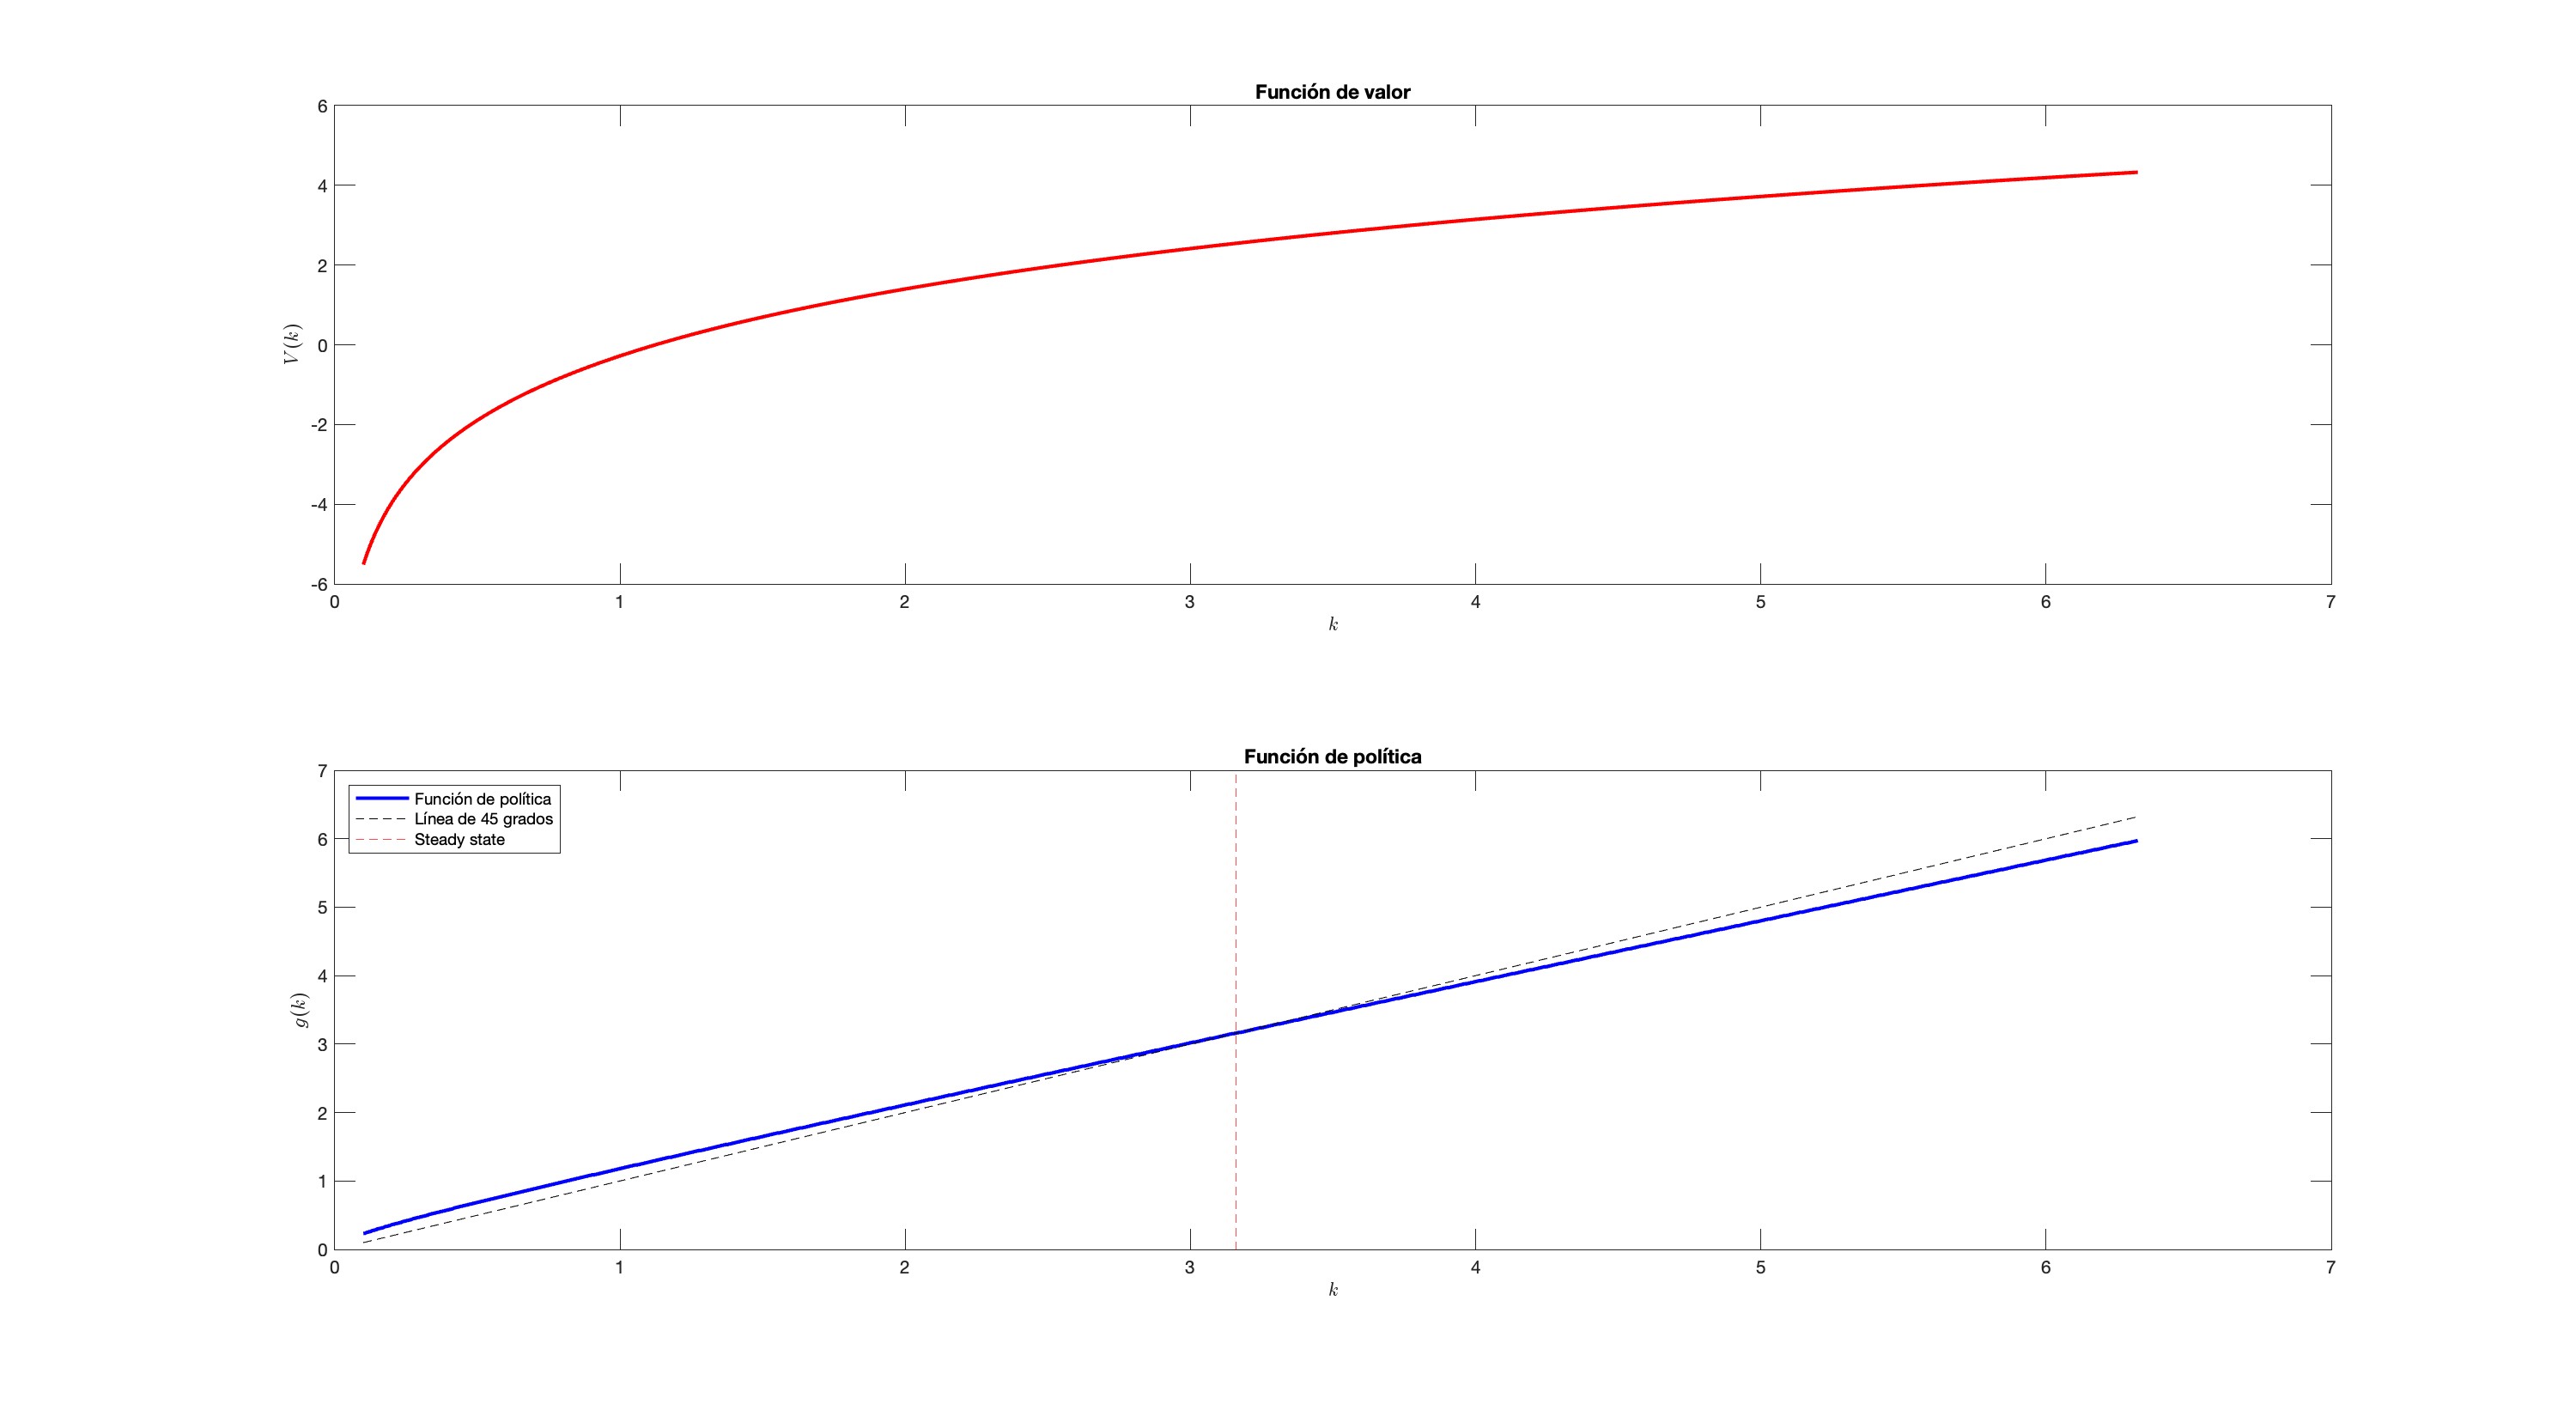 Función de valor
6
4
2
0
-2
-4
-6
V(k)
0 1 2 3 4 5 6 7
k
Función de política
7
6
5
4
3
2
1
0
g(k)
Función de política
Línea de 45 grados
Steady state
0 1 2 3 4 5 6 7
k